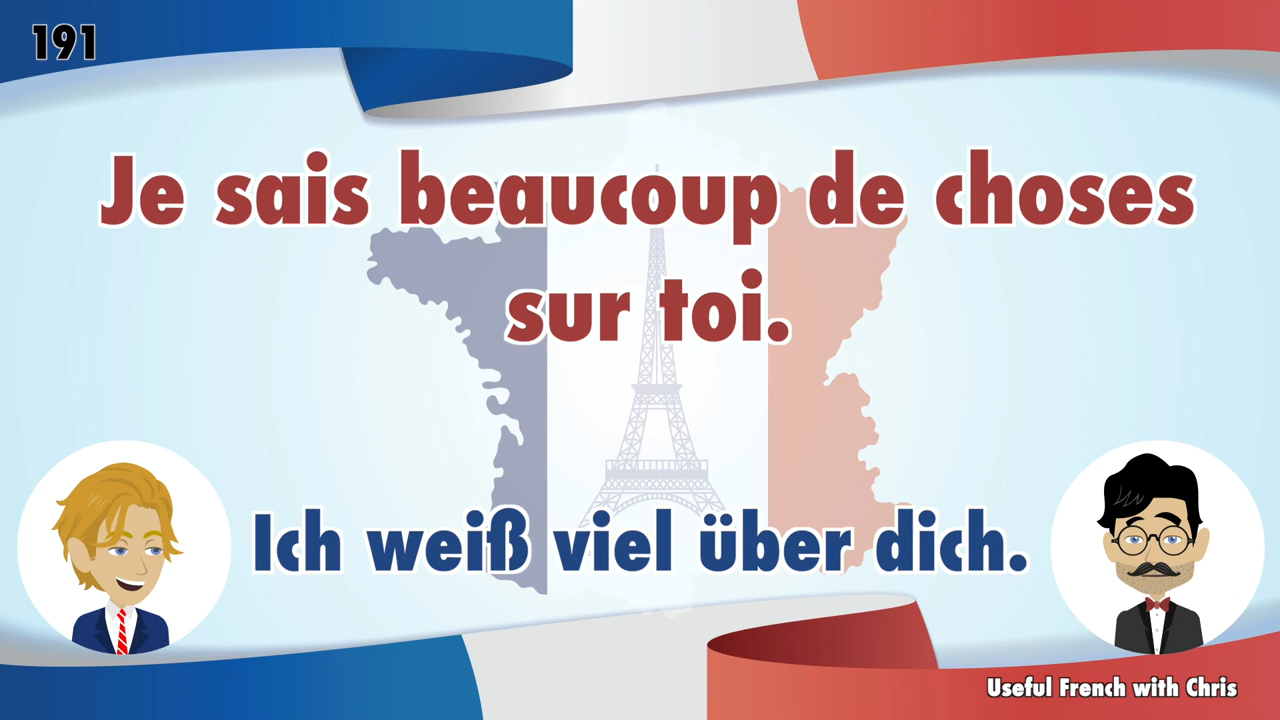 191
Je sais beaucoup de choses
sur toi.
Ich weiß viel über dich.
Useful French with Chris